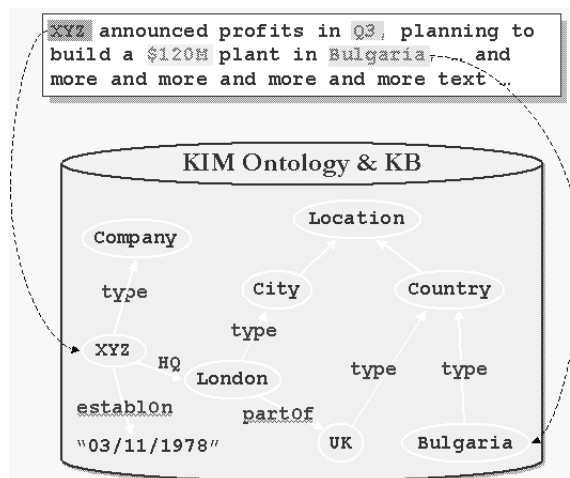 XYZ announced profits in Q3, planning to
build a $120M plant in Bulgaria, … and
more and more and more and more text …
KIM Ontology & KB
Location
Company
type
City
Country
type
XYZ
HQ
London
type
type
establOn
partOf
"03/11/1978"
UK
Bulgaria